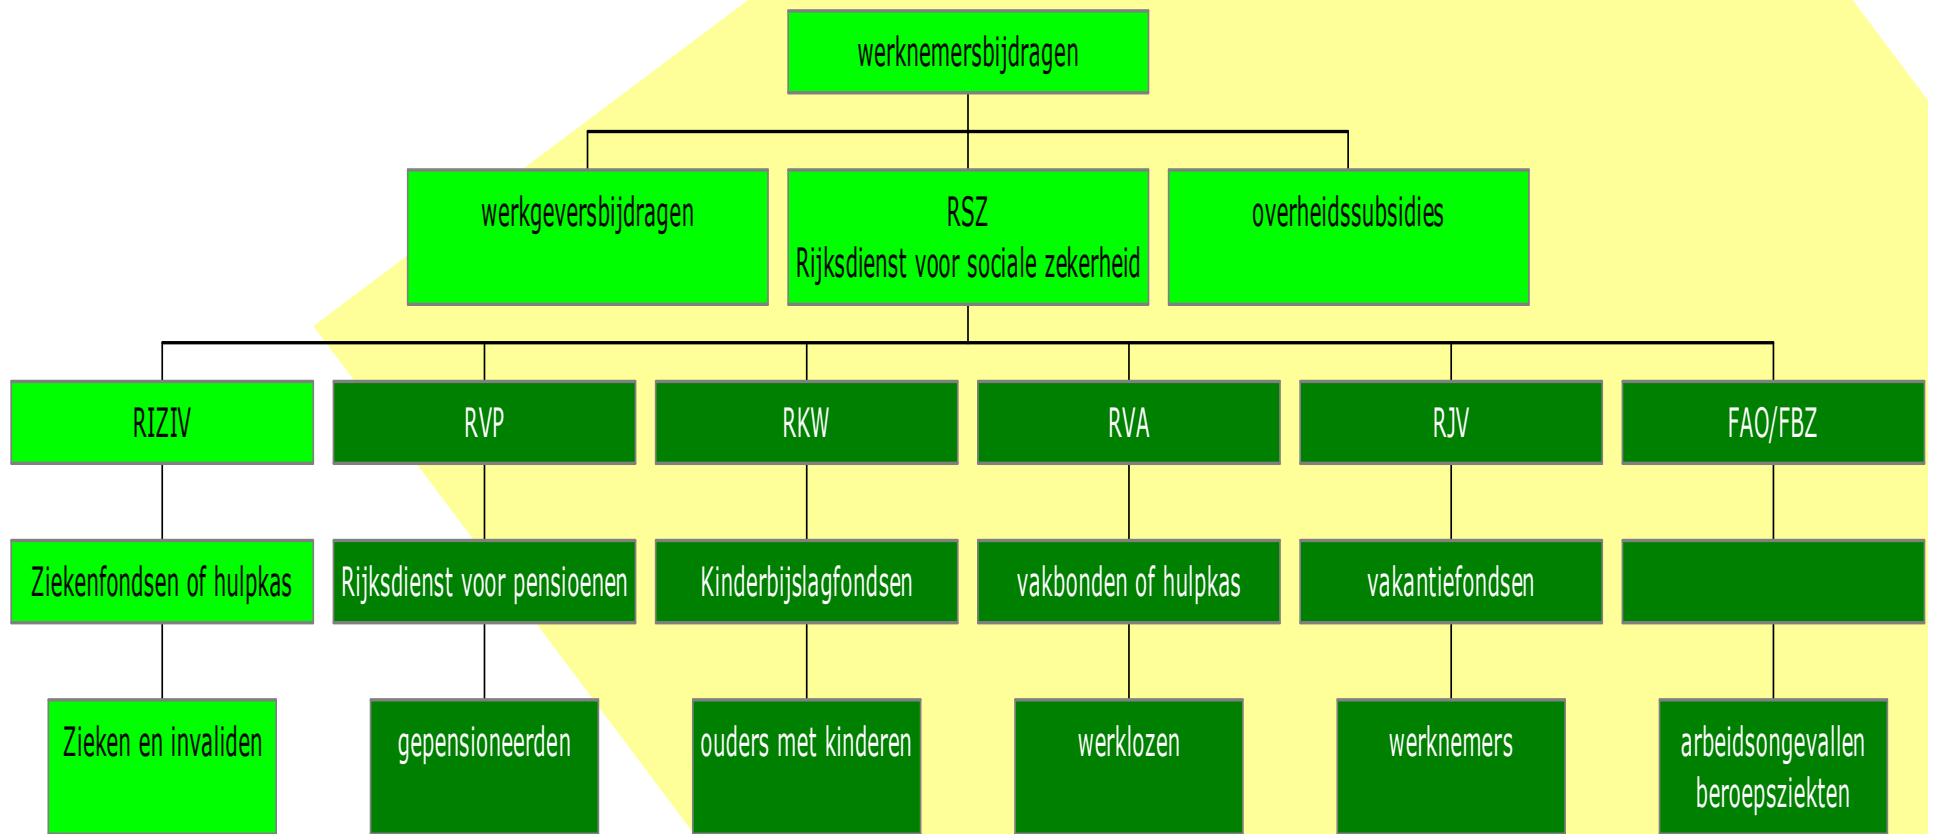 werknemersbijdragen
werkgeversbijdragen
RSZ
Rijksdienst voor sociale zekerheid
overheidssubsidies
RIZIV
RVP
RKW
RVA
RJV
FAO/FBZ
Ziekenfondsen of hulpkas
Rijksdienst voor pensioenen
Kinderbijslagfondsen
vakbonden of hulpkas
vakantiefondsen
Zieken en invaliden
gepensioneerden
ouders met kinderen
werklozen
werknemers
arbeidsongevallen
beroepsziekten